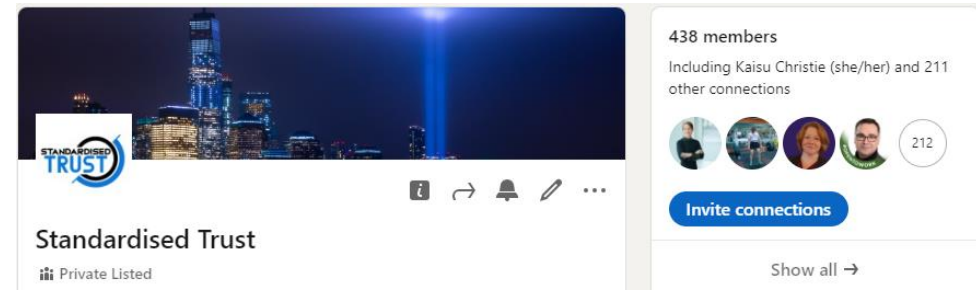 STANDARDISED
TRUST
Standardised Trust
Private Listed
438 members
Including Kaisu Christie (she/her) and 211
other connections
212
Invite connections
Show all →